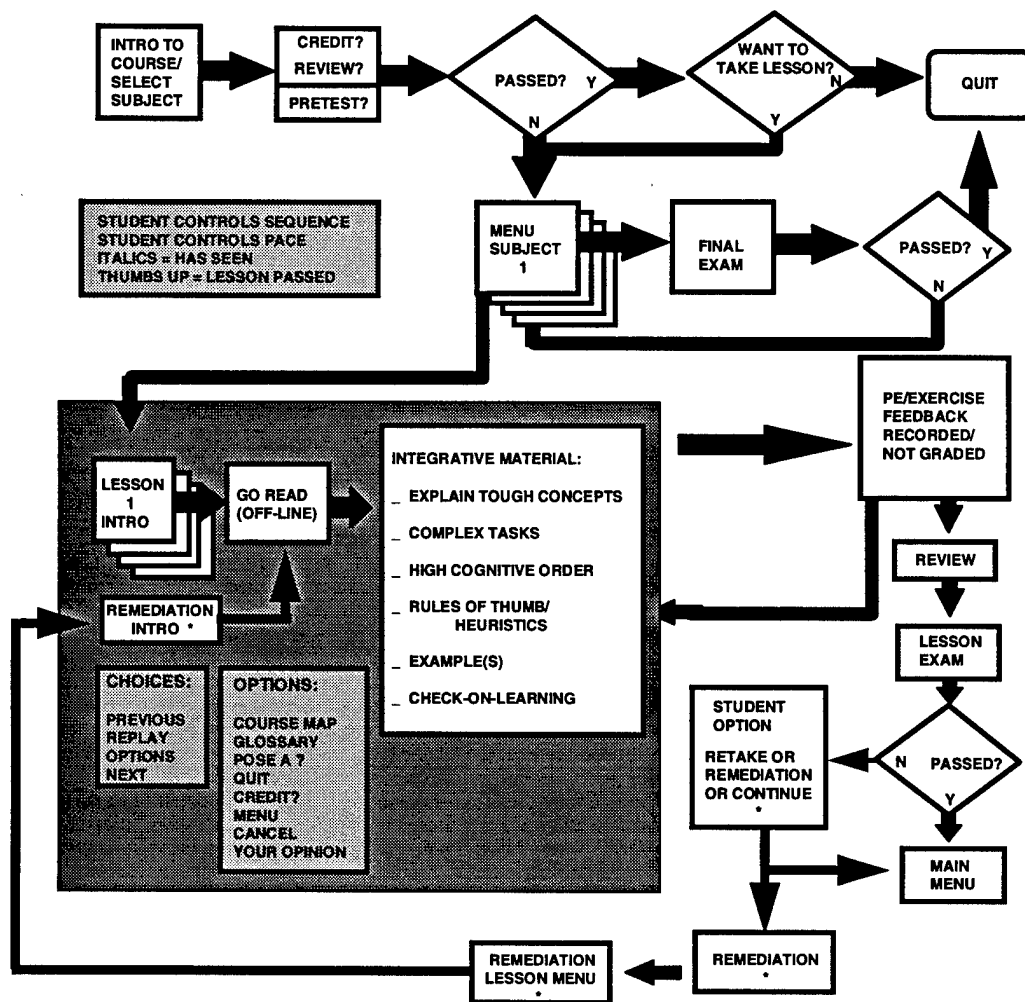 INTRO TO
COURSE/
SELECT
SUBJECT
CREDIT?
REVIEW?
PRETEST?
PASSED?
Y
N
WANT TO
TAKE LESSON?
N
Y
QUIT
STUDENT CONTROLS SEQUENCE
STUDENT CONTROLS PACE
ITALICS = HAS SEEN
THUMBS UP = LESSON PASSED
MENU
SUBJECT
1
FINAL
EXAM
PASSED?
Y
N
LESSON
1
INTRO
GO READ
(OFF-LINE)
REMEDIATION
INTRO *
CHOICES:
PREVIOUS
REPLAY
OPTIONS
NEXT
OPTIONS:
COURSE MAP
GLOSSARY
POSE A ?
QUIT
CREDIT?
MENU
CANCEL
YOUR OPINION
INTEGRATIVE MATERIAL:
_ EXPLAIN TOUGH CONCEPTS
_ COMPLEX TASKS
_ HIGH COGNITIVE ORDER
_ RULES OF THUMB/
HEURISTICS
_ EXAMPLE(S)
_ CHECK-ON-LEARNING
PE/EXERCISE
FEEDBACK
RECORDED/
NOT GRADED
REVIEW
LESSON
EXAM
PASSED?
N
Y
STUDENT
OPTION
RETAKE OR
REMEDIATION
OR CONTINUE
*
MAIN
MENU
REMEDIATION
*
REMEDIATION
LESSON MENU
*